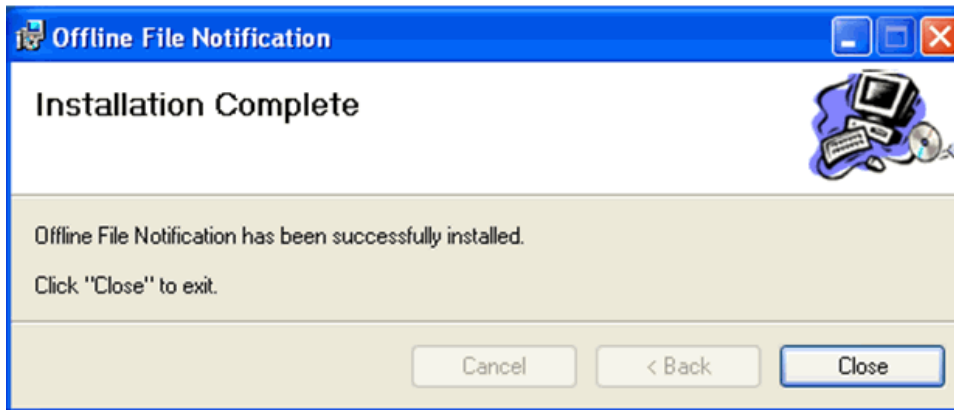 Offline File Notification
Installation Complete
Offline File Notification has been successfully installed.
Click "Close" to exit.
Cancel
< Back
Close